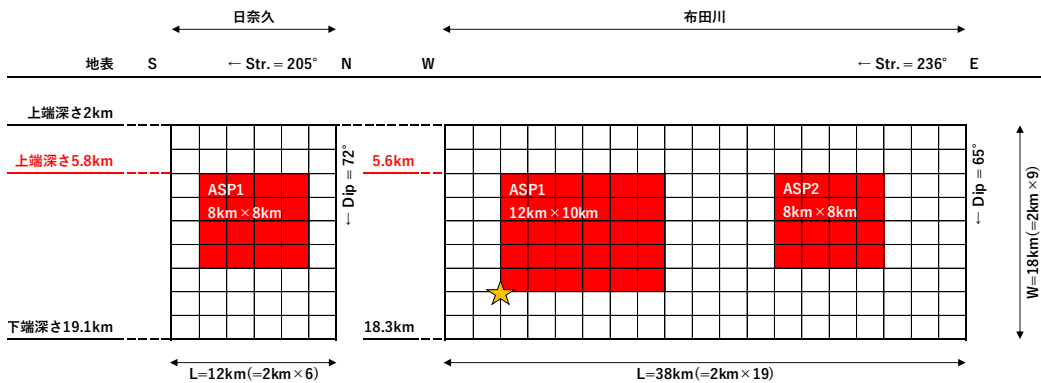 日奈久
布田川
地表
S
← Str. = 205°
N
W
← Str. = 236°
E
上端深さ2km
上端深さ5.8km
5.6km
← Dip = 72°
← Dip = 65°
ASP1
8km×8km
ASP1
12km×10km
ASP2
8km×8km
W=18km(=2km×9)
下端深さ19.1km
18.3km
L=12km(=2km×6)
L=38km(=2km×19)